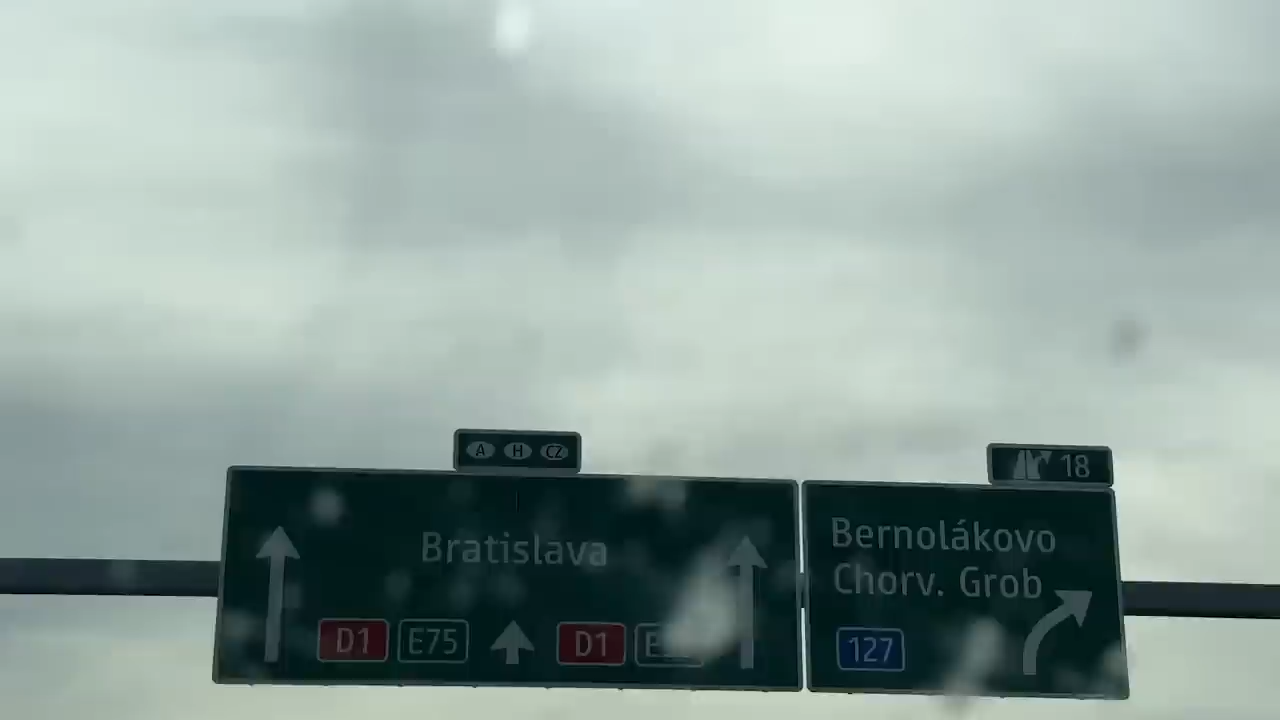 A H CZ
Bratislava
D1 E75 D1
18
Bernolákovo
Chorv. Grob
127